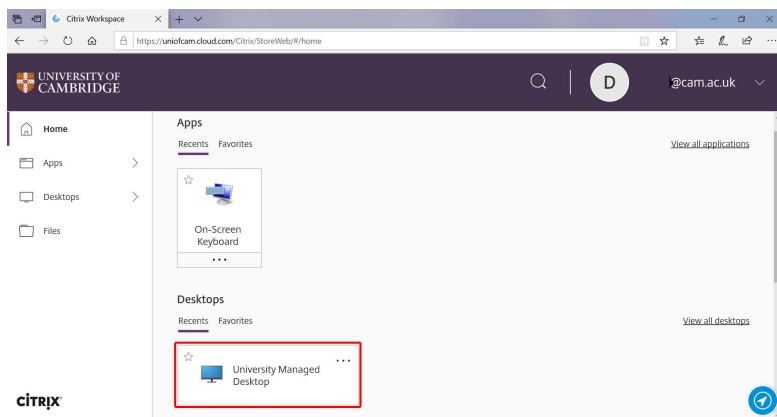 Citrix Workspace
https://uniofcam.cloud.com/Citrix/StoreWeb/#/home
UNIVERSITY OF
CAMBRIDGE
D
@cam.ac.uk
Home
Apps
Desktops
Files
Apps
Recents Favorites
View all applications
On-Screen
Keyboard
Desktops
Recents Favorites
View all desktops
University Managed
Desktop
citrix